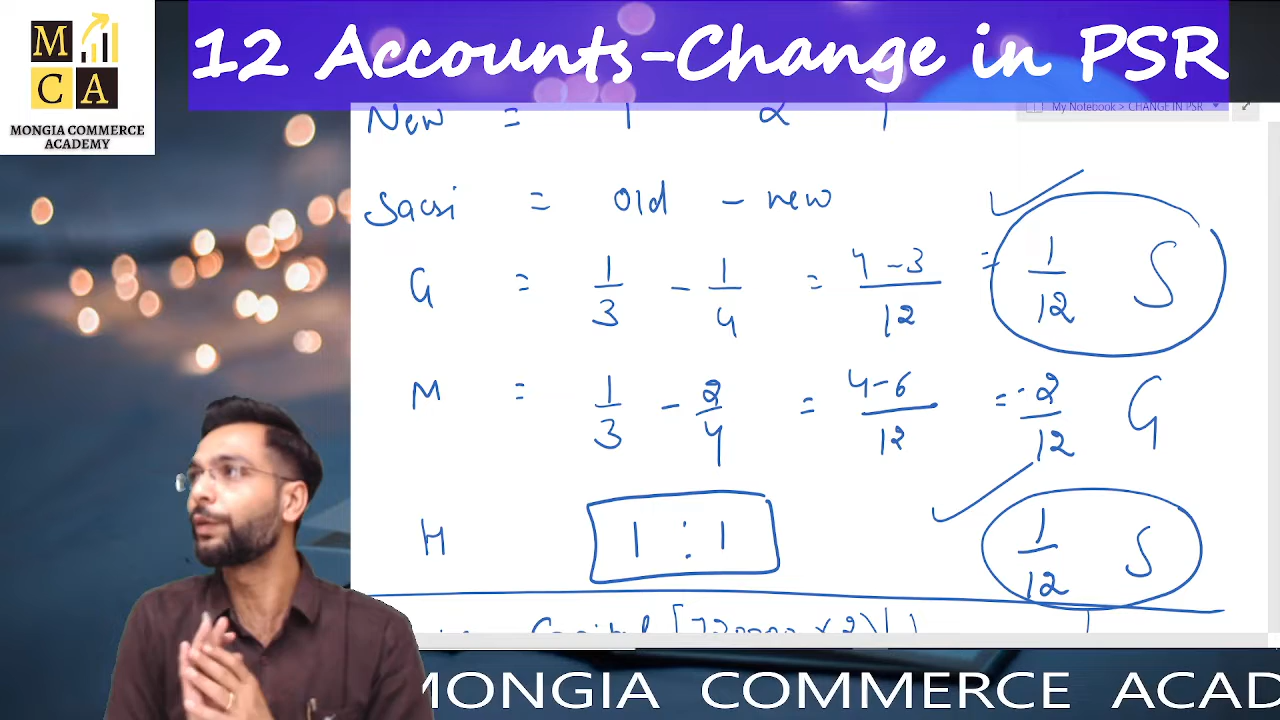 12 Accounts-Change in PSR
M
C A
MONGIA COMMERCE
ACADEMY
My Notebook > CHANGE IN PSR
New = 1 2 1
Sacri = old - new
G = 1/3 - 1/4 = 4-3/12 = 1/12 S
M = 1/3 - 2/4 = 4-6/12 = -2/12 G
H 1:1 1/12 S
MONGIA COMMERCE ACAD